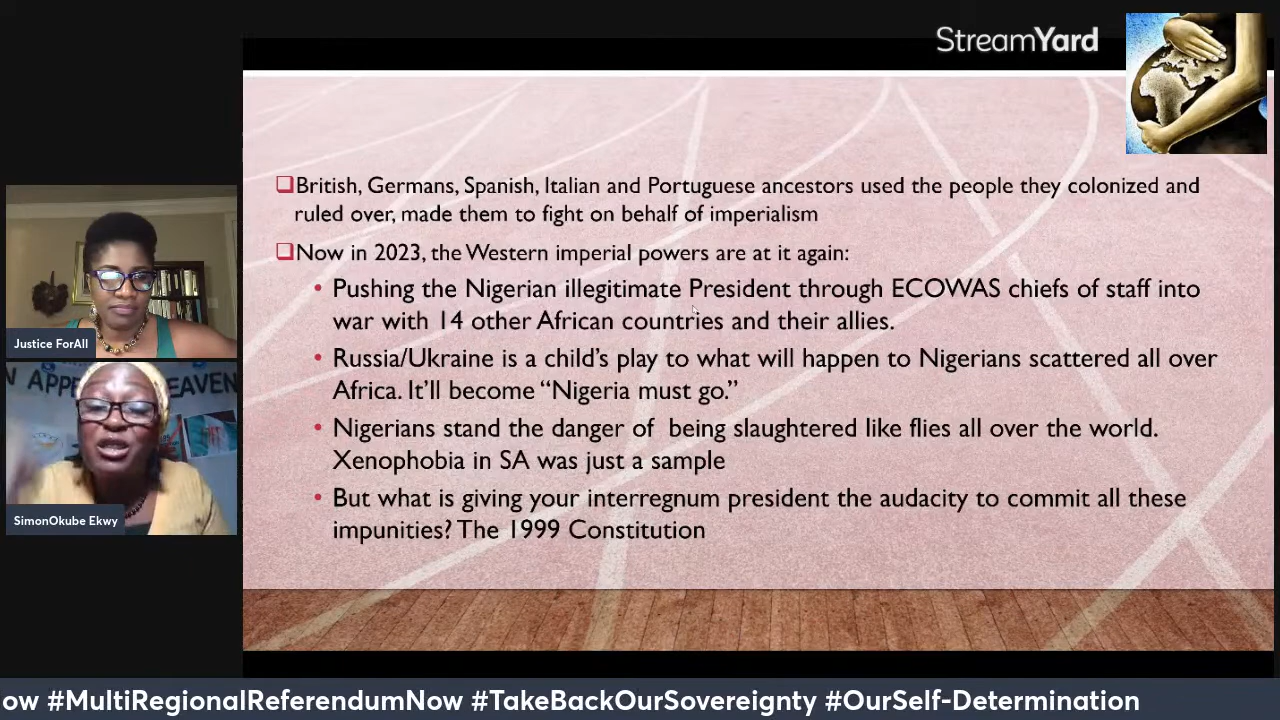 StreamYard
British, Germans, Spanish, Italian and Portuguese ancestors used the people they colonized and
ruled over, made them to fight on behalf of imperialism
Now in 2023, the Western imperial powers are at it again:
• Pushing the Nigerian illegitimate President through ECOWAS chiefs of staff into
war with 14 other African countries and their allies.
• Russia/Ukraine is a child's play to what will happen to Nigerians scattered all over
Africa. It'll become “Nigeria must go.”
• Nigerians stand the danger of being slaughtered like flies all over the world.
Xenophobia in SA was just a sample
• But what is giving your interregnum president the audacity to commit all these
impunities? The 1999 Constitution
Justice ForAll
N APPE EAVEN
SimonOkube Ekwy
ow #MultiRegionalReferendumNow #TakeBackOurSovereignty #OurSelf-Determination